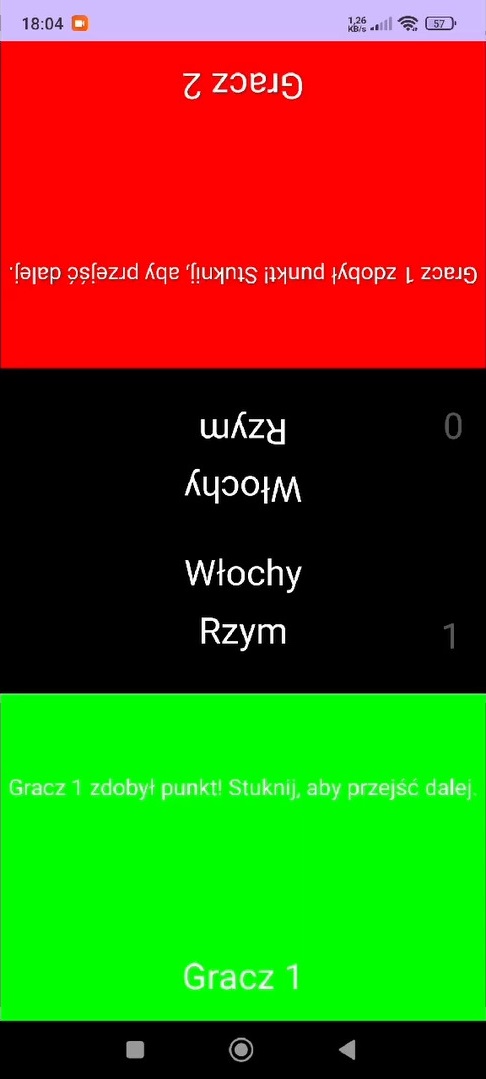 18:04
1,26
KB/s
57
Gracz 2
Gracz 1 zdobył punkt! Stuknij, aby przejść dalej.
Rzym
0
Włochy
Włochy
Rzym
1
Gracz 1 zdobył punkt! Stuknij, aby przejść dalej.
Gracz 1